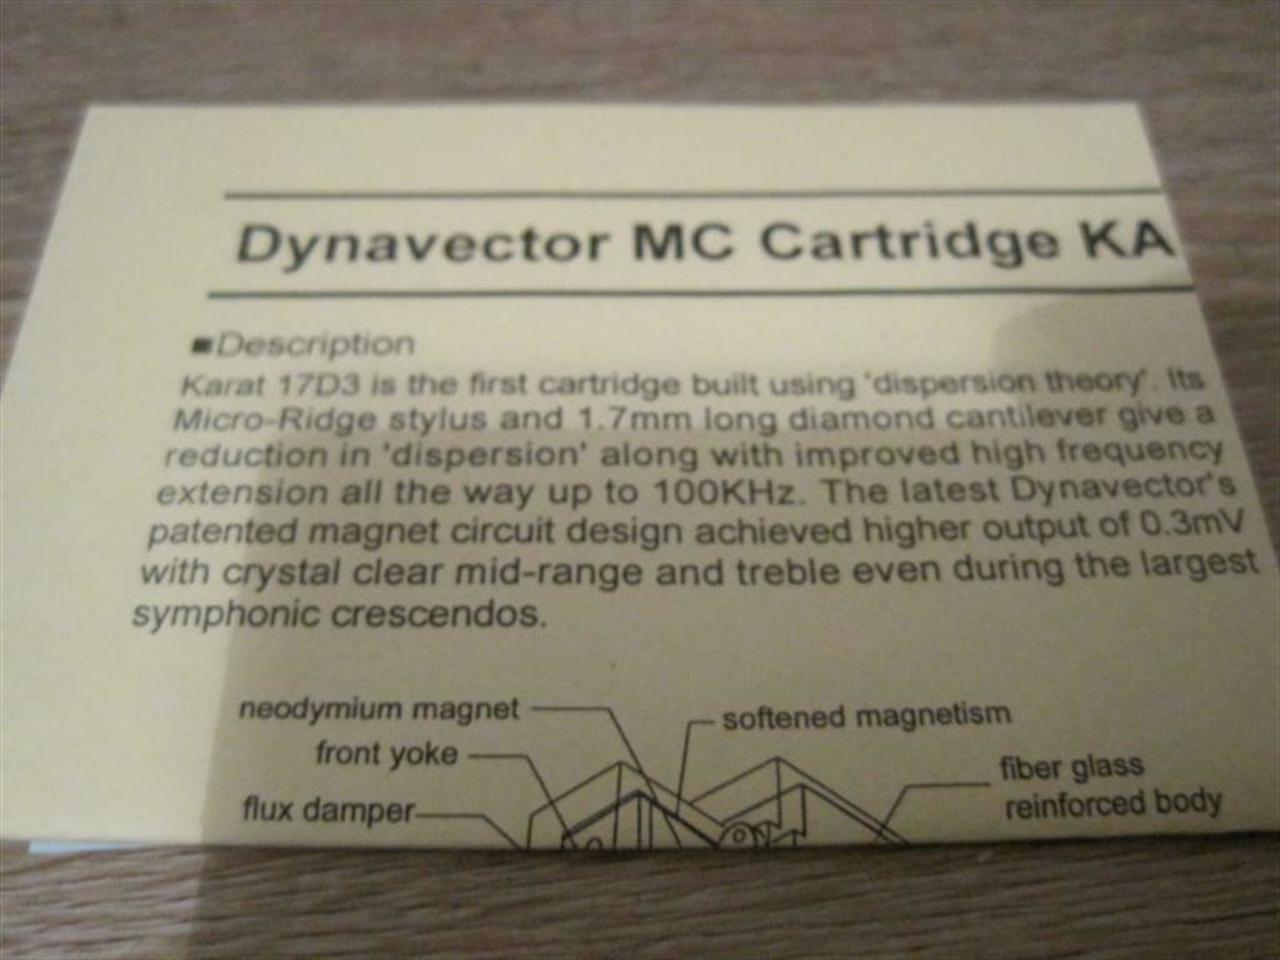 Dynavector MC Cartridge KA
■Description
Karat 17D3 is the first cartridge built using 'dispersion theory'. Its
Micro-Ridge stylus and 1.7mm long diamond cantilever give a
reduction in 'dispersion' along with improved high frequency
extension all the way up to 100KHz. The latest Dynavector's
patented magnet circuit design achieved higher output of 0.3mV
with crystal clear mid-range and treble even during the largest
symphonic crescendos.
neodymium magnet
softened magnetism
front yoke
fiber glass
reinforced body
flux damper